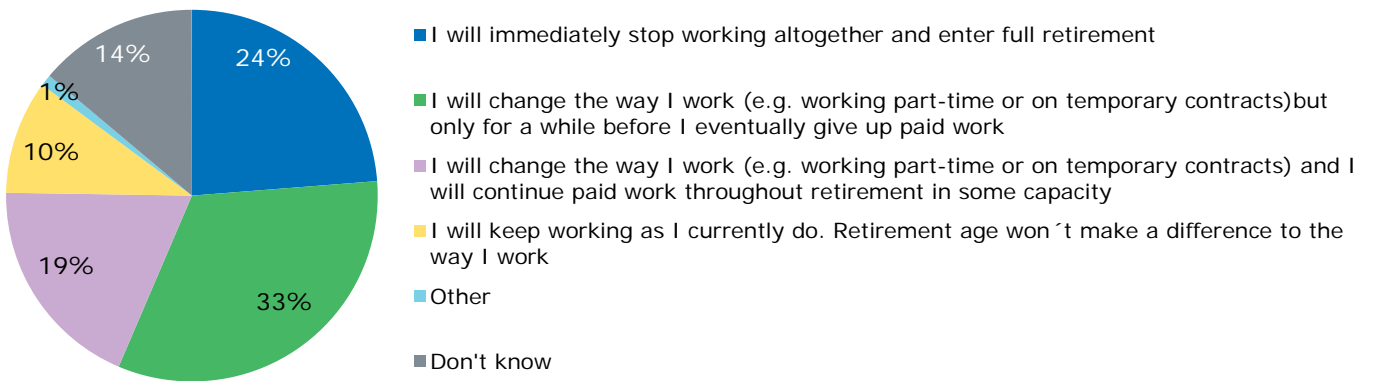 24%
33%
19%
10%
1%
14%
I will immediately stop working altogether and enter full retirement
I will change the way I work (e.g. working part-time or on temporary contracts)but
only for a while before I eventually give up paid work
I will change the way I work (e.g. working part-time or on temporary contracts) and I
will continue paid work throughout retirement in some capacity
I will keep working as I currently do. Retirement age won´t make a difference to the
way I work
Other
Don't know